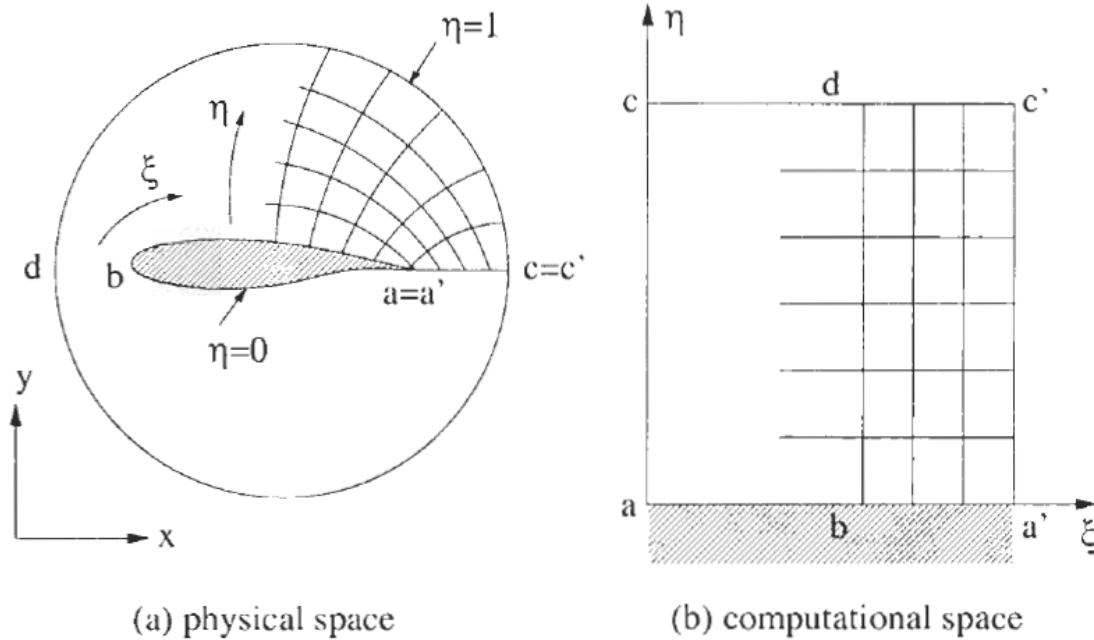 η=1
η
ξ
d
b
a=a'
c=c'
η=0
y
x
(a) physical space
η
c
d
c'
a
b
a'
ξ
(b) computational space